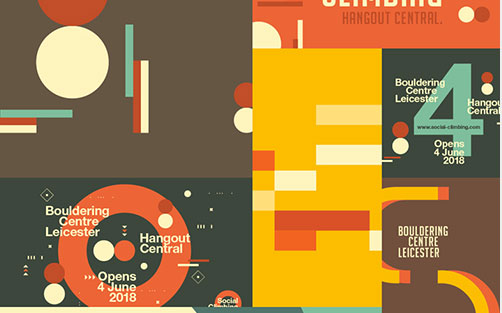 CLIMBING
HANGOUT CENTRAL.
Bouldering
Centre
Leicester
4
Hangout
Central
www.social-climbing.com
Opens
4 June
2018
Bouldering
Centre
Leicester
Hangout
Central
Opens
4 June
2018
Social
Climbing
BOULDERING
CENTRE
LEICESTER